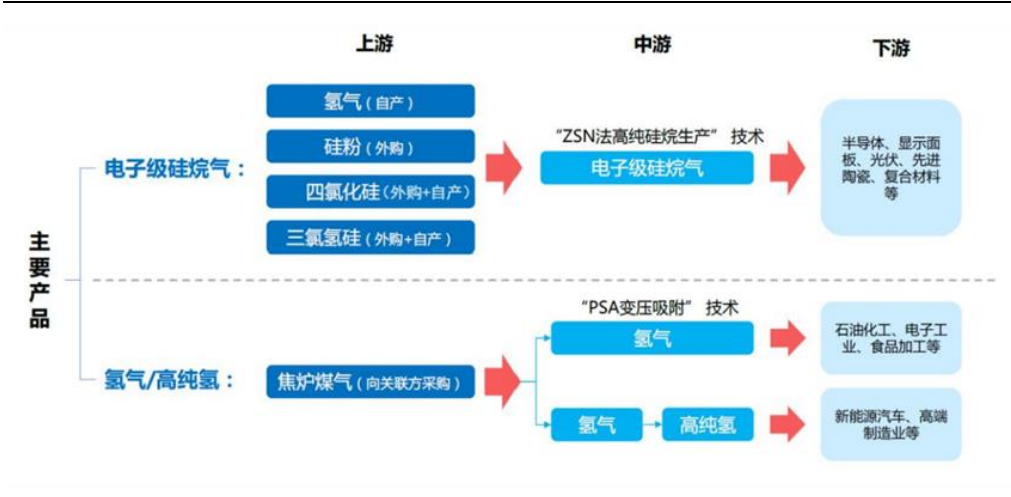 上游
中游
下游
主要产品
电子级硅烷气：
氢气（自产）
硅粉（外购）
四氯化硅（外购+自产）
三氯氢硅（外购+自产）
“ZSN法高纯硅烷生产” 技术
电子级硅烷气
半导体、显示面
板、光伏、先进
陶瓷、复合材料
等
氢气/高纯氢：
焦炉煤气（向关联方采购）
“PSA变压吸附” 技术
氢气
石油化工、电子工
业、食品加工等
氢气
高纯氢
新能源汽车、高端
制造业等